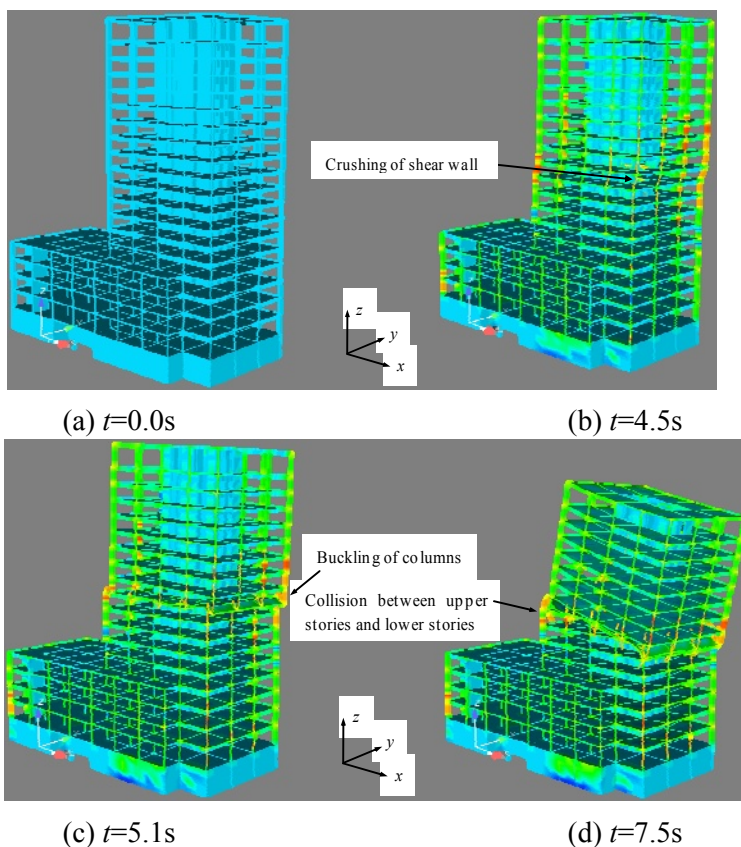 Crushing of shear wall
z
y
x
(a) t=0.0s
(b) t=4.5s
Buckling of columns
Collision between upper
stories and lower stories
z
y
x
(c) t=5.1s
(d) t=7.5s